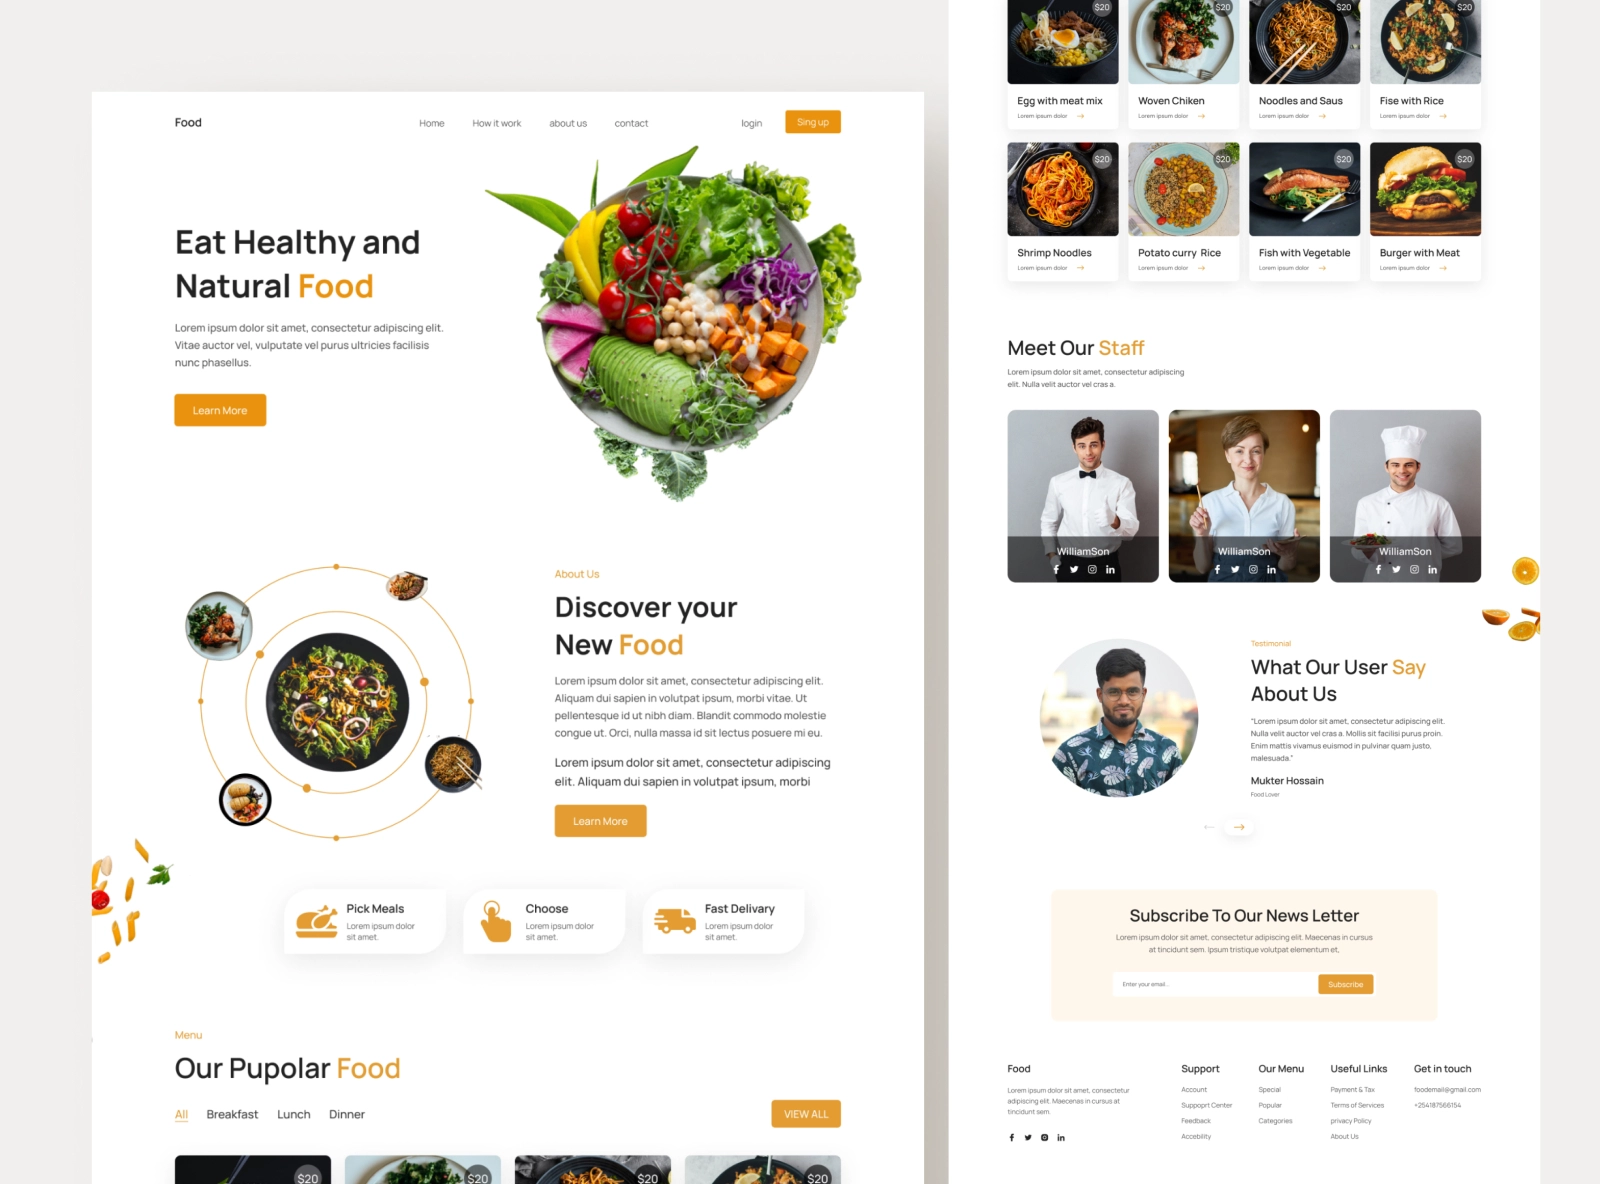 Food
Home How it work about us contact
login Sing up
Eat Healthy and
Natural Food
Lorem ipsum dolor sit amet, consectetur adipiscing elit.
Vitae auctor vel, vulputate vel purus ultricies facilisis
nunc phasellus.
Learn More
About Us
Discover your
New Food
Lorem ipsum dolor sit amet, consectetur adipiscing elit.
Aliquam dui sapien in volutpat ipsum, morbi vitae. Ut
pellentesque id ut nibh diam. Blandit commodo molestie
congue ut. Orci, nulla massa id sit lectus posuere mi eu.
Lorem ipsum dolor sit amet, consectetur adipiscing
elit. Aliquam dui sapien in volutpat ipsum, morbi
Learn More
Pick Meals
Lorem ipsum dolor
sit amet.
Choose
Lorem ipsum dolor
sit amet.
Fast Delivary
Lorem ipsum dolor
sit amet.
Menu
Our Pupolar Food
All Breakfast Lunch Dinner
VIEW ALL
$20 $20 $20 $20
$20 $20 $20 $20
Egg with meat mix
Lorem ipsum dolor
Woven Chiken
Lorem ipsum dolor
Noodles and Saus
Lorem ipsum dolor
Fise with Rice
Lorem ipsum dolor
$20 $20 $20 $20
Shrimp Noodles
Lorem ipsum dolor
Potato curry Rice
Lorem ipsum dolor
Fish with Vegetable
Lorem ipsum dolor
Burger with Meat
Lorem ipsum dolor
Meet Our Staff
Lorem ipsum dolor sit amet, consectetur adipiscing
elit. Nulla velit auctor vel cras a.
WilliamSon
WilliamSon
WilliamSon
Testimonial
What Our User Say
About Us
"Lorem ipsum dolor sit amet, consectetur adipiscing elit.
Nulla velit auctor vel cras a. Mollis sit facilisi purus proin.
Enim mattis vivamus euismod in pulvinar quam justo,
malesuada."
Mukter Hossain
Food Lover
Subscribe To Our News Letter
Lorem ipsum dolor sit amet, consectetur adipiscing elit. Maecenas in cursus
at tincidunt sem. Ipsum tristique volutpat elementum et,
Enter your email..
Subscribe
Food
Lorem ipsum dolor sit amet, consectetur
adipiscing elit. Maecenas in cursus at
tincidunt sem.
Support
Account
Suppoprt Center
Feedback
Accebility
Our Menu
Special
Popular
Categories
Useful Links
Payment & Tax
Terms of Services
privacy Policy
About Us
Get in touch
foodemail@gmail.com
+254187566154